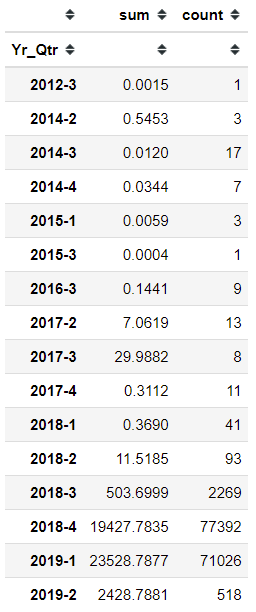 sum count
Yr_Qtr
2012-3 0.0015 1
2014-2 0.5453 3
2014-3 0.0120 17
2014-4 0.0344 7
2015-1 0.0059 3
2015-3 0.0004 1
2016-3 0.1441 9
2017-2 7.0619 13
2017-3 29.9882 8
2017-4 0.3112 11
2018-1 0.3690 41
2018-2 11.5185 93
2018-3 503.6999 2269
2018-4 19427.7835 77392
2019-1 23528.7877 71026
2019-2 2428.7881 518